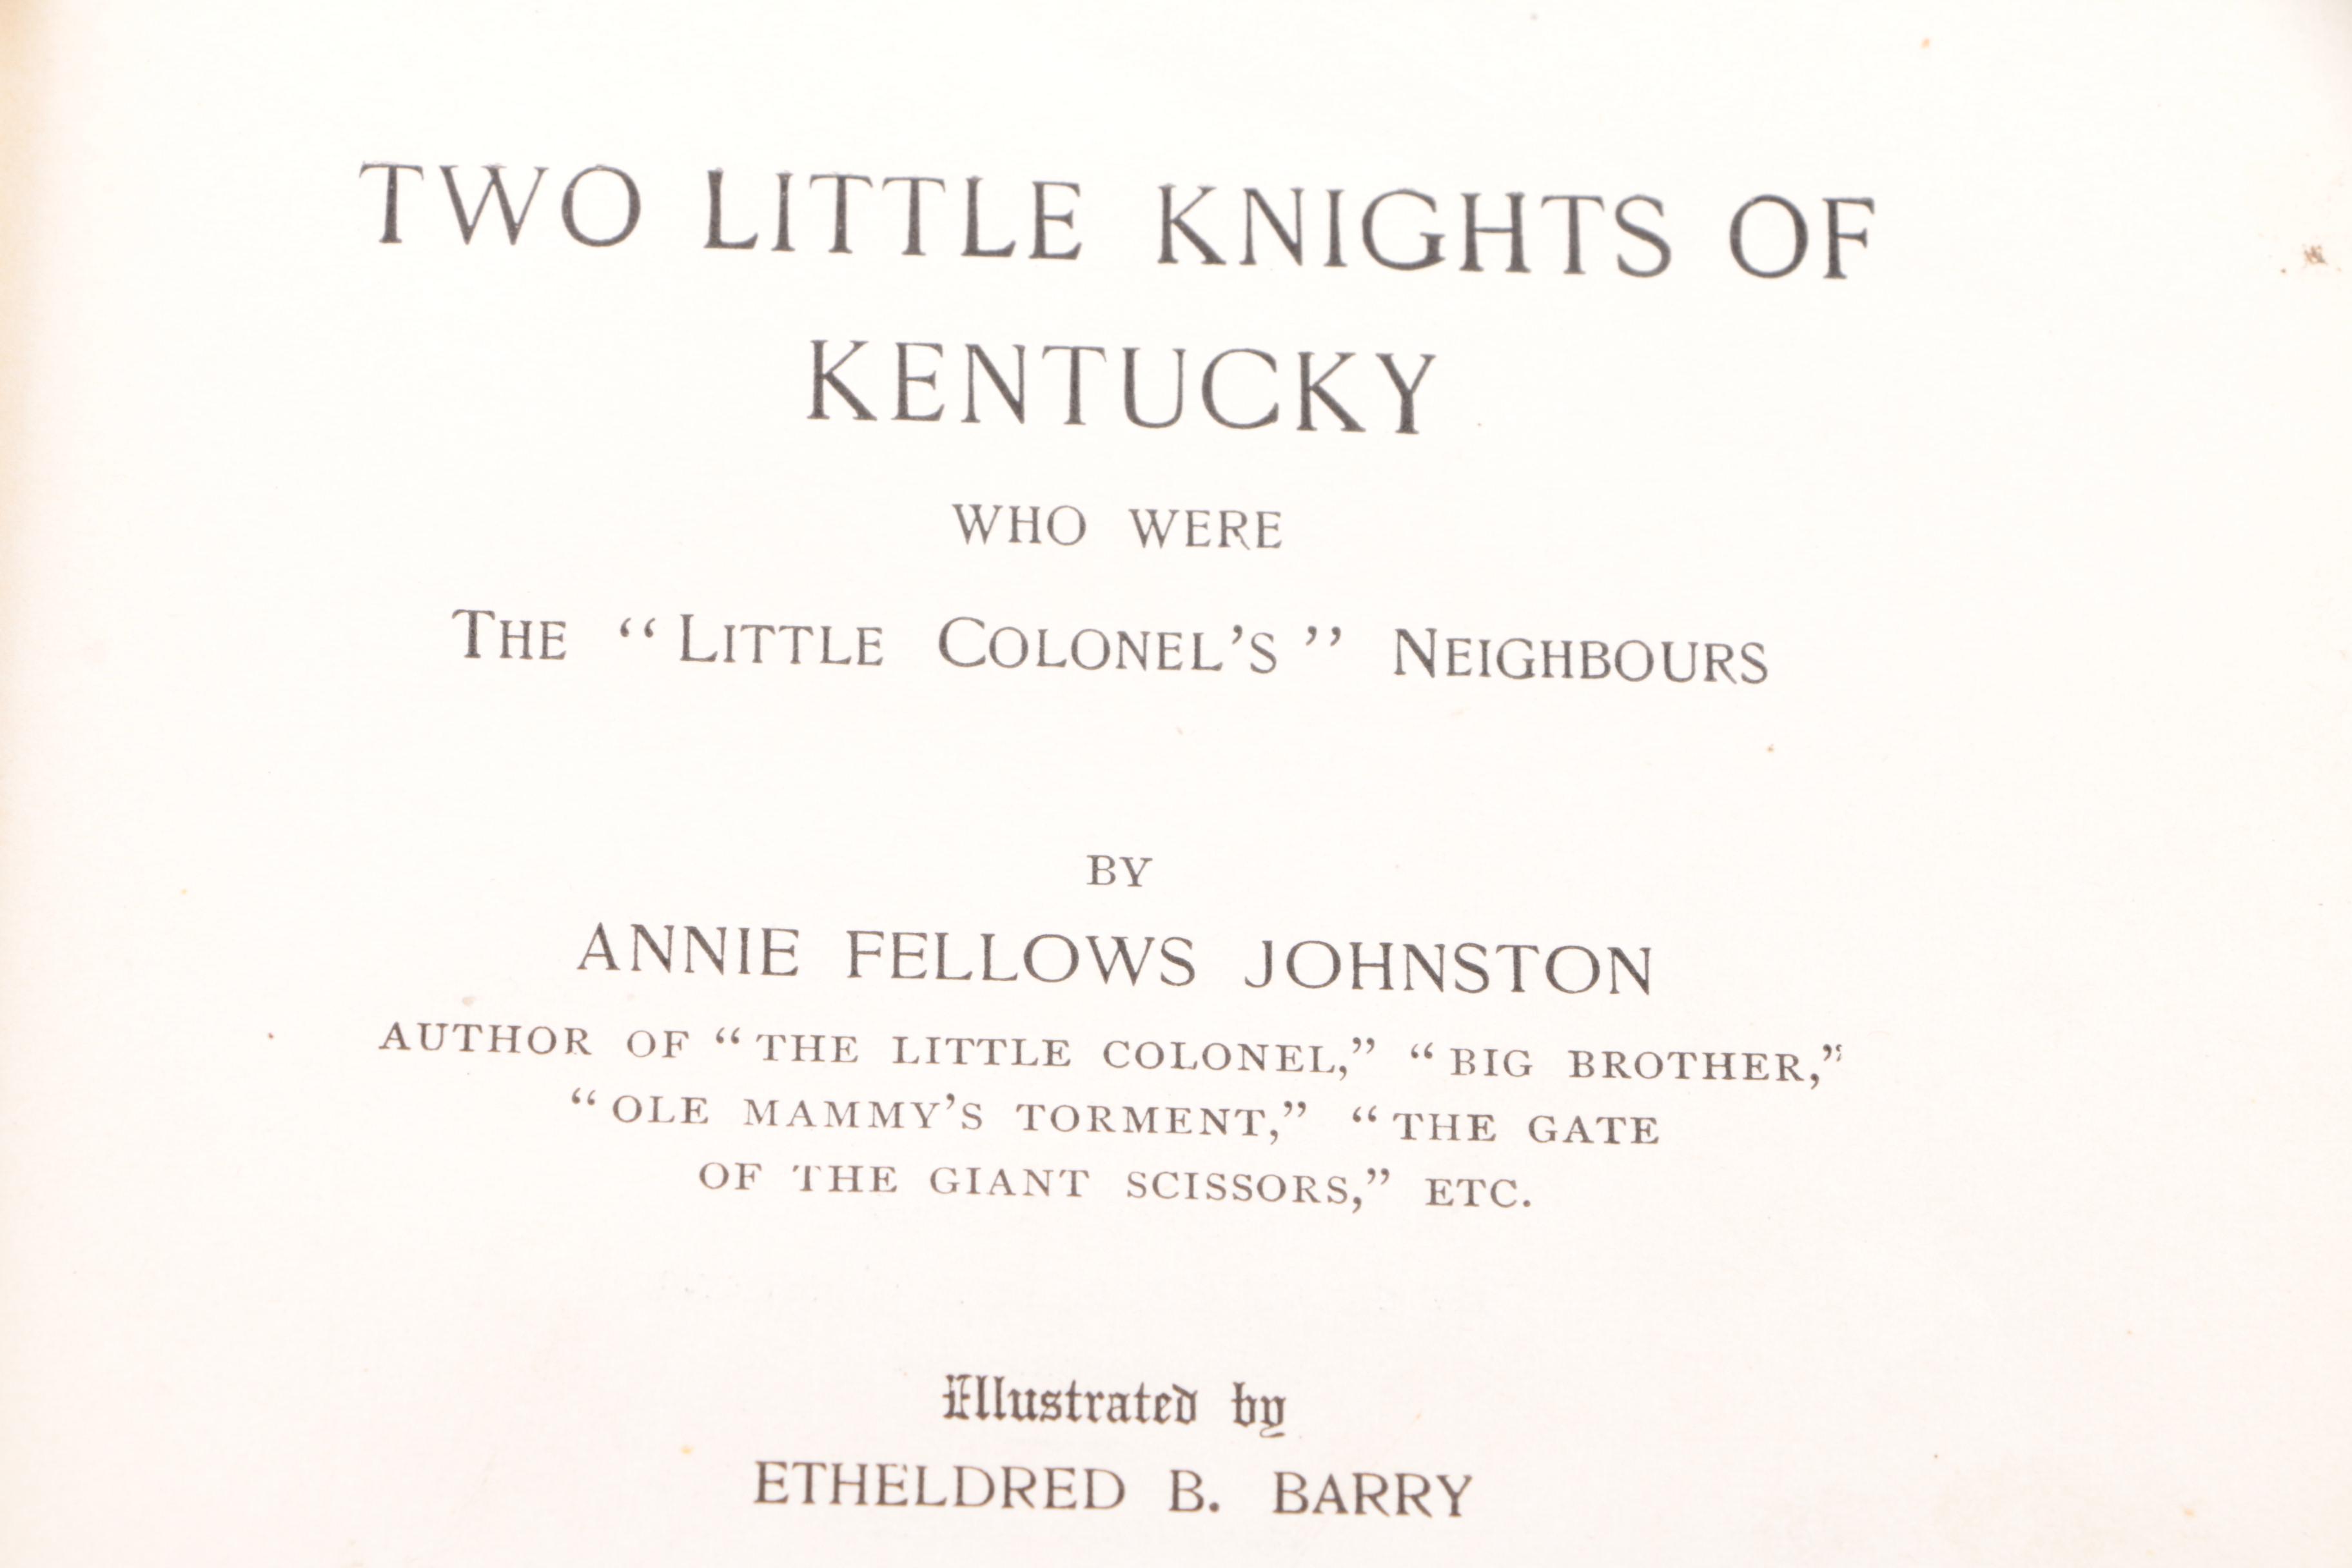 TWO LITTLE KNIGHTS OF
KENTUCKY
WHO WERE
THE “LITTLE COLONEL’S” NEIGHBOURS
BY
ANNIE FELLOWS JOHNSTON
AUTHOR OF “THE LITTLE COLONEL,” “BIG BROTHER,”
“OLE MAMMY’S TORMENT,” “THE GATE
OF THE GIANT SCISSORS,” ETC.
Illustrated by
ETHELDRED B. BARRY